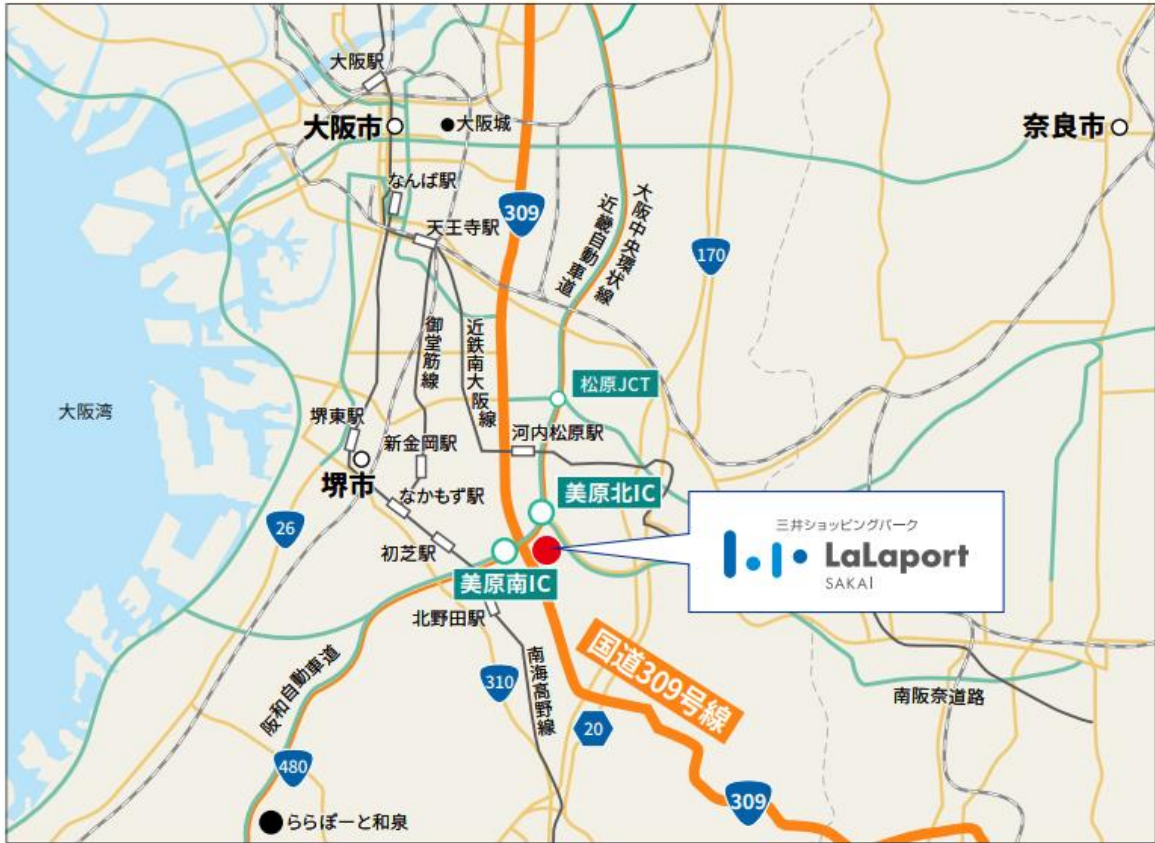 大阪駅
大阪市
大阪城
奈良市
なんば駅
309
天王寺駅
大阪中央環状線
近畿自動車道
170
御堂筋線
近鉄南大阪線
松原JCT
大阪湾
堺東駅
新金岡駅
河内松原駅
堺市
なかもず駅
美原北IC
26
初芝駅
三井ショッピングパーク
LaLaport
SAKAI
美原南IC
北野田駅
国道309号線
阪和自動車道
310
南海高野線
20
南阪奈道路
480
309
ららぽーと和泉